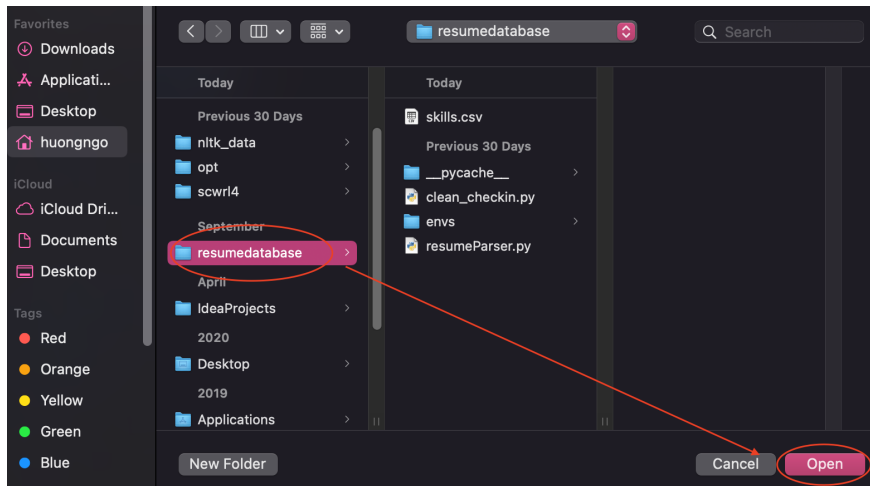 Favorites
Downloads
Applicati...
Desktop
huongngo
iCloud
iCloud Dri...
Documents
Desktop
Tags
Red
Orange
Yellow
Green
Blue
resumedatabase
Search
Today
Previous 30 Days
nltk_data
opt
scwrl4
September
resumedatabase
April
IdeaProjects
2020
Desktop
2019
Applications
Today
skills.csv
Previous 30 Days
__pycache__
clean_checkin.py
envs
resumeParser.py
New Folder
Cancel
Open